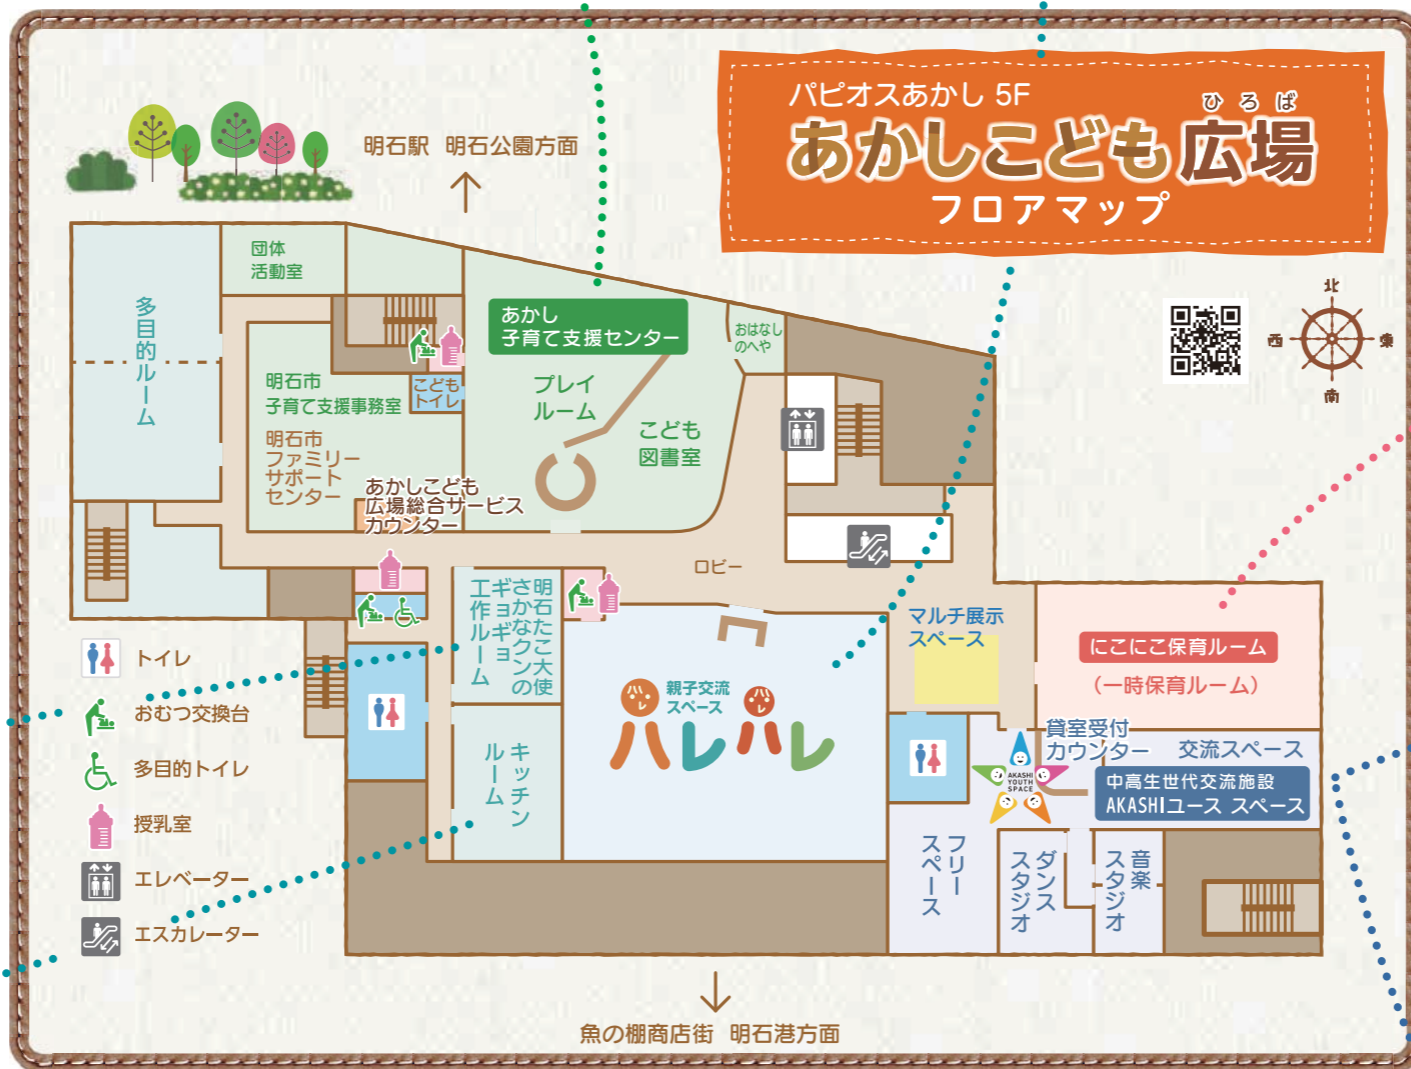 パピオスあかし 5F
ひろば
あかしこども広場
フロアマップ
明石駅 明石公園方面
北
西
東
南
団体
活動室
多目的ルーム
あかし
子育て支援センター
おはなし
のへや
明石市
子育て支援事務室
こども
トイレ
プレイ
ルーム
こども
図書室
明石市
ファミリー
サポート
センター
あかしこども
広場総合サービス
カウンター
ロビー
明石たこ大使
さかなクンの
ギョギョ
工作ルーム
マルチ展示
スペース
にこにこ保育ルーム
(一時保育ルーム)
親子交流
スペース
ハレハレ
キッチン
ルーム
貸室受付
カウンター
交流スペース
AKASHI
YOUTH
SPACE
中高生世代交流施設
AKASHIユース スペース
フリー
スペース
ダンス
スタジオ
音楽
スタジオ
トイレ
おむつ交換台
多目的トイレ
授乳室
エレベーター
エスカレーター
魚の棚商店街 明石港方面